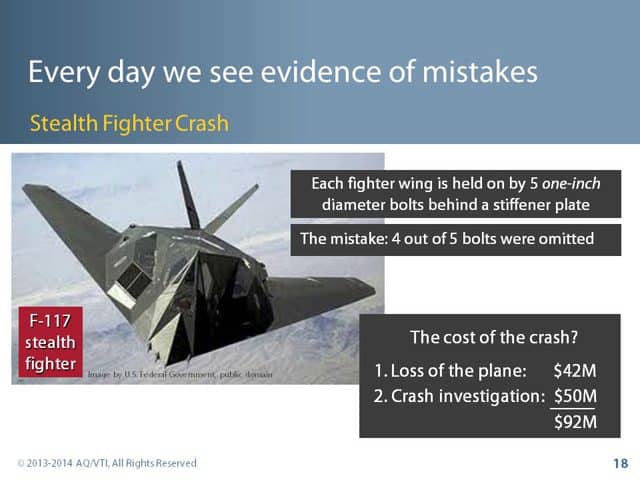 Every day we see evidence of mistakes
Stealth Fighter Crash
Each fighter wing is held on by 5 one-inch
diameter bolts behind a stiffener plate
The mistake: 4 out of 5 bolts were omitted
F-117
stealth
fighter
Image by U.S. Federal Government, public domain
The cost of the crash?
1. Loss of the plane: $42M
2. Crash investigation: $50M
$92M
© 2013-2014 AQ/VTI, All Rights Reserved
18